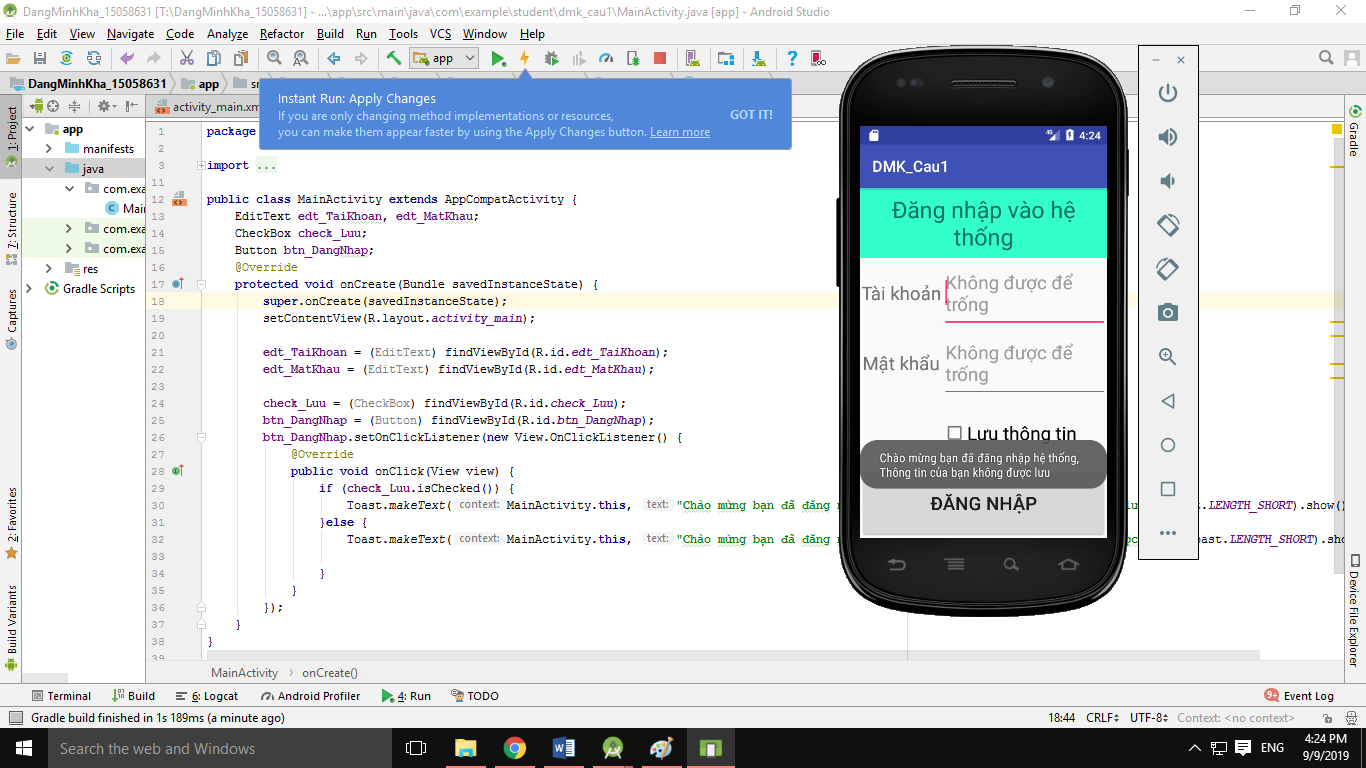 DangMinhKha_15058631 [T:\DangMinhKha_15058631] - ...\app\src\main\java\com\example\student\dmk_cau1\MainActivity.java [app] - Android Studio
File Edit View Navigate Code Analyze Refactor Build Run Tools VCS Window Help
app
DangMinhKha_15058631 app
activity_main.xm
Instant Run: Apply Changes
If you are only changing method implementations or resources,
you can make them appear faster by using the Apply Changes button. Learn more
GOT IT!
1: Project
7: Structure
Captures
2: Favorites
Build Variants
app
manifests
java
com.exa
Mai
com.exa
com.exa
res
Gradle Scripts
1 package
2
3 import ...
11
12 public class MainActivity extends AppCompatActivity {
13 EditText edt_TaiKhoan, edt_MatKhau;
14 CheckBox check_Luu;
15 Button btn_DangNhap;
16 @Override
17 protected void onCreate(Bundle savedInstanceState) {
18 super.onCreate(savedInstanceState);
19 setContentView(R.layout.activity_main);
20
21 edt_TaiKhoan = (EditText) findViewById(R.id.edt_TaiKhoan);
22 edt_MatKhau = (EditText) findViewById(R.id.edt_MatKhau);
23
24 check_Luu = (CheckBox) findViewById(R.id.check_Luu);
25 btn_DangNhap = (Button) findViewById(R.id.btn_DangNhap);
26 btn_DangNhap.setOnClickListener(new View.OnClickListener() {
27 @Override
28 public void onClick(View view) {
29 if (check_Luu.isChecked()) {
30 Toast.makeText( context: MainActivity.this, text: "Chào mừng bạn đã đăng .LENGTH_SHORT).show()
31 }else {
32 Toast.makeText( context: MainActivity.this, text: "Chào mừng bạn đã đăng oast.LENGTH_SHORT).sho
33
34 }
35 }
36 });
37 }
38 }
39
4G 4:24
DMK_Cau1
Đăng nhập vào hệ
thống
Tài khoản
Không được để
trống
Mật khẩu
Không được để
trống
Lưu thông tin
Chào mừng bạn đã đăng nhập hệ thống,
Thông tin của bạn không được lưu
ĐĂNG NHẬP
Gradle
Device File Explorer
MainActivity onCreate()
Terminal Build 6: Logcat Android Profiler 4: Run TODO
9+ Event Log
Gradle build finished in 1s 189ms (a minute ago)
18:44 CRLF UTF-8 Context: <no context>
Search the web and Windows
ENG
4:24 PM
9/9/2019